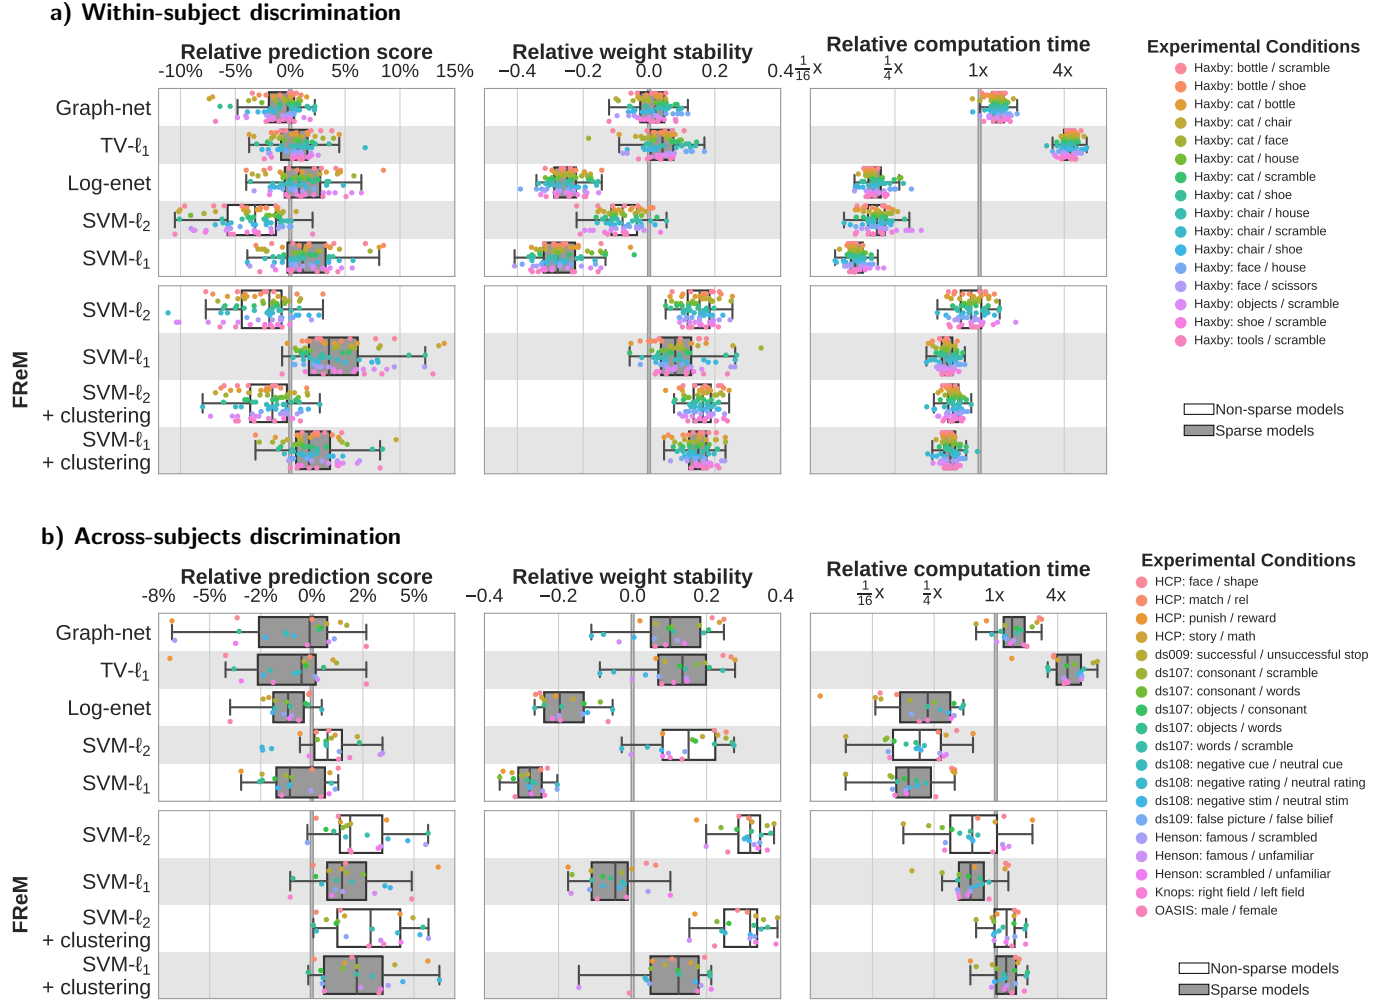 a) Within-subject discrimination
Relative prediction score
Relative weight stability
Relative computation time
Experimental Conditions
-10% -5% 0% 5% 10% 15%
−0.4 −0.2 0.0 0.2 0.4
1/16 x 1/4 x 1x 4x
Graph-net
TV-ℓ1
Log-enet
SVM-ℓ2
SVM-ℓ1
FReM
SVM-ℓ2
SVM-ℓ1
SVM-ℓ2
+ clustering
SVM-ℓ1
+ clustering
Haxby: bottle / scramble
Haxby: bottle / shoe
Haxby: cat / bottle
Haxby: cat / chair
Haxby: cat / face
Haxby: cat / house
Haxby: cat / scramble
Haxby: cat / shoe
Haxby: chair / house
Haxby: chair / scramble
Haxby: chair / shoe
Haxby: face / house
Haxby: face / scissors
Haxby: objects / scramble
Haxby: shoe / scramble
Haxby: tools / scramble
Non-sparse models
Sparse models
b) Across-subjects discrimination
Relative prediction score
Relative weight stability
Relative computation time
Experimental Conditions
-8% -5% -2% 0% 2% 5%
−0.4 −0.2 0.0 0.2 0.4
1/16 x 1/4 x 1x 4x
Graph-net
TV-ℓ1
Log-enet
SVM-ℓ2
SVM-ℓ1
FReM
SVM-ℓ2
SVM-ℓ1
SVM-ℓ2
+ clustering
SVM-ℓ1
+ clustering
HCP: face / shape
HCP: match / rel
HCP: punish / reward
HCP: story / math
ds009: successful / unsuccessful stop
ds107: consonant / scramble
ds107: consonant / words
ds107: objects / consonant
ds107: objects / words
ds107: words / scramble
ds108: negative cue / neutral cue
ds108: negative rating / neutral rating
ds108: negative stim / neutral stim
ds109: false picture / false bilief
Henson: famous / scrambled
Henson: famous / unfamiliar
Henson: scrambled / unfamiliar
Knops: right field / left field
OASIS: male / female
Non-sparse models
Sparse models